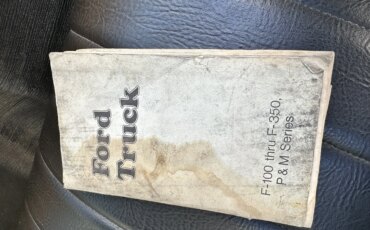 Ford
Truck
F-100 thru F-350,
P & M Series